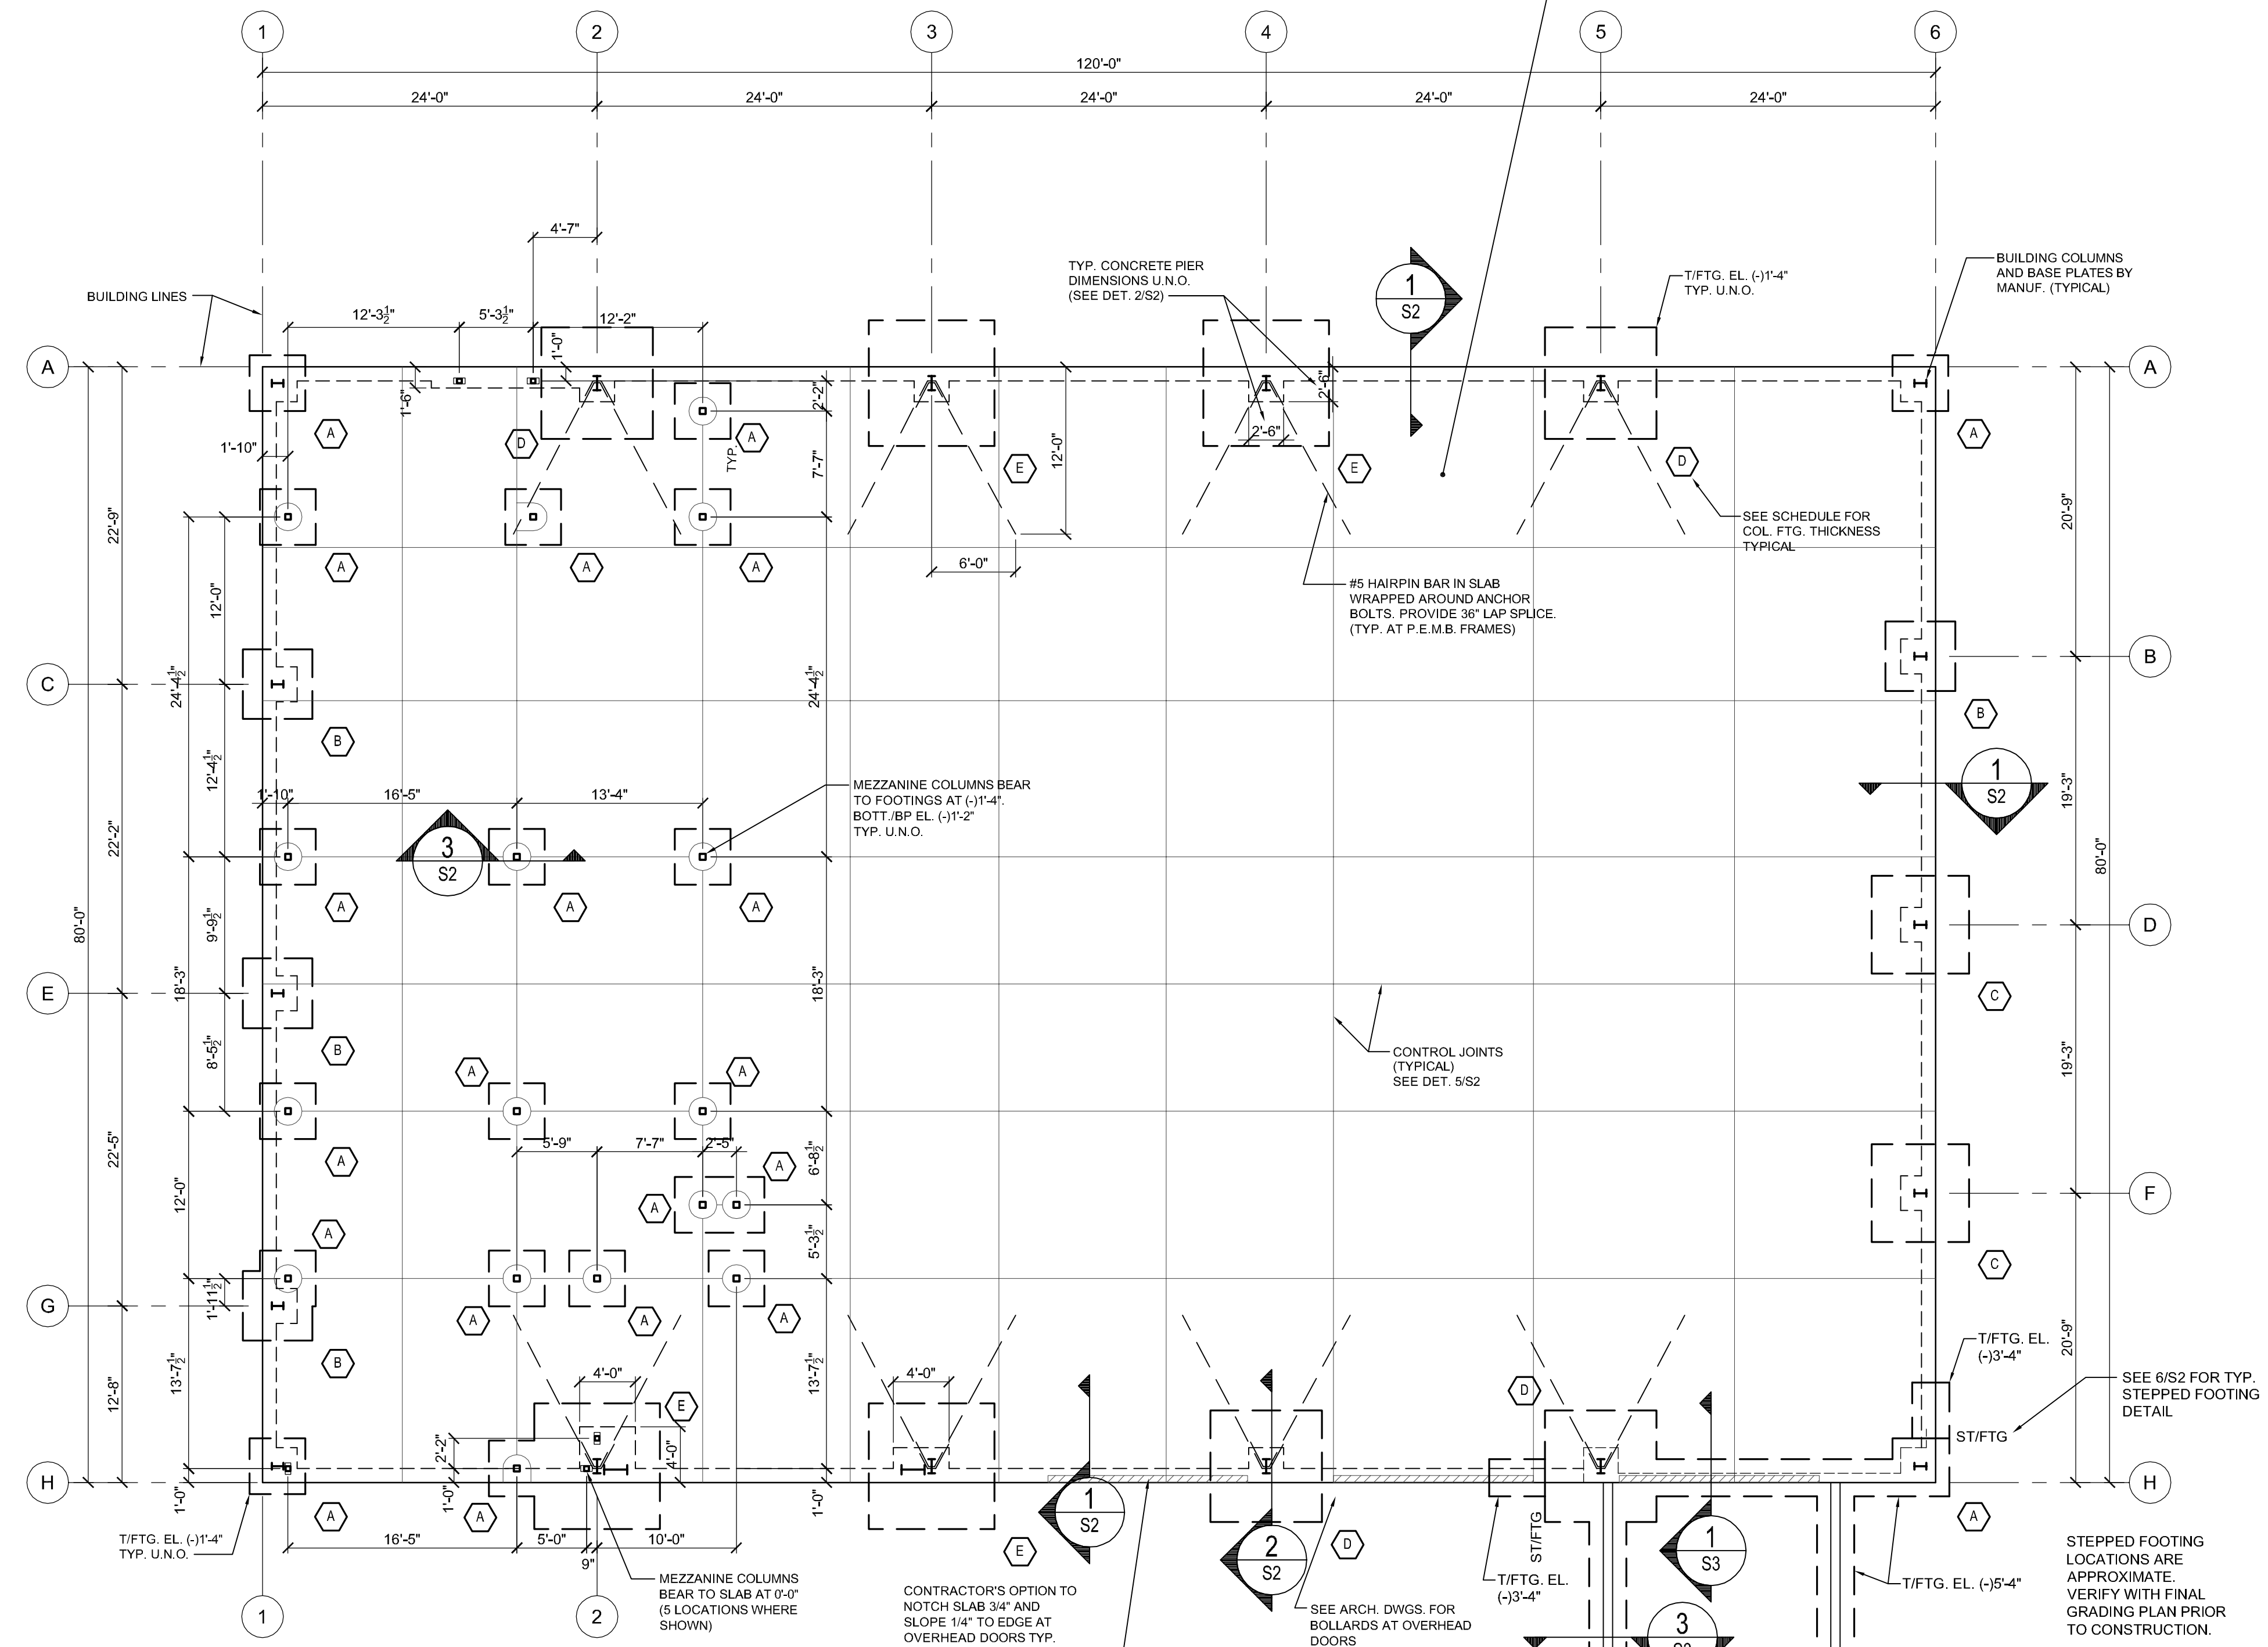 1
2
3
4
5
6
120'-0"
24'-0"
24'-0"
24'-0"
24'-0"
24'-0"
4'-7"
BUILDING LINES
12'-3½"
5'-3½"
12'-2"
1'-0"
TYP. CONCRETE PIER
DIMENSIONS U.N.O.
(SEE DET. 2/S2)
1
S2
T/FTG. EL. (-)1'-4"
TYP. U.N.O.
BUILDING COLUMNS
AND BASE PLATES BY
MANUF. (TYPICAL)
A
A
1'-6"
2'-2"
2'-6"
2'-6"
1'-10"
A
D
TYP.
A
7'-7"
E
12'-0"
E
D
A
22'-9"
20'-9"
SEE SCHEDULE FOR
COL. FTG. THICKNESS
TYPICAL
A
A
A
6'-0"
12'-0"
#5 HAIRPIN BAR IN SLAB
WRAPPED AROUND ANCHOR
BOLTS. PROVIDE 36" LAP SPLICE.
(TYP. AT P.E.M.B. FRAMES)
C
24'-4½"
24'-4½"
B
B
B
12'-4½"
1'-10"
16'-5"
13'-4"
MEZZANINE COLUMNS BEAR
TO FOOTINGS AT (-)1'-4".
BOTT./BP EL. (-)1'-2"
TYP. U.N.O.
1
S2
19'-3"
22'-2"
3
S2
80'-0"
A
A
A
80'-0"
9'-9½"
D
18'-3"
18'-3"
E
C
B
8'-5½"
A
A
CONTROL JOINTS
(TYPICAL)
SEE DET. 5/S2
19'-3"
22'-5"
5'-9"
7'-7"
2'-5"
6'-8½"
A
A
12'-0"
A
F
A
5'-3½"
C
1'-11½"
G
A
A
A
B
13'-7½"
13'-7½"
20'-9"
T/FTG. EL.
(-)3'-4"
12'-8"
4'-0"
4'-0"
E
D
SEE 6/S2 FOR TYP.
STEPPED FOOTING
DETAIL
ST/FTG
2'-2"
4'-0"
H
H
1'-0"
1'-0"
1'-0"
A
A
1
S2
T/FTG. EL. (-)1'-4"
TYP. U.N.O.
16'-5"
5'-0"
9"
10'-0"
E
2
S2
D
ST/FTG
1
S3
A
STEPPED FOOTING
LOCATIONS ARE
APPROXIMATE.
VERIFY WITH FINAL
GRADING PLAN PRIOR
TO CONSTRUCTION.
1
2
MEZZANINE COLUMNS
BEAR TO SLAB AT 0'-0"
(5 LOCATIONS WHERE
SHOWN)
CONTRACTOR'S OPTION TO
NOTCH SLAB 3/4" AND
SLOPE 1/4" TO EDGE AT
OVERHEAD DOORS TYP.
SEE ARCH. DWGS. FOR
BOLLARDS AT OVERHEAD
DOORS
T/FTG. EL.
(-)3'-4"
T/FTG. EL. (-)5'-4"
3